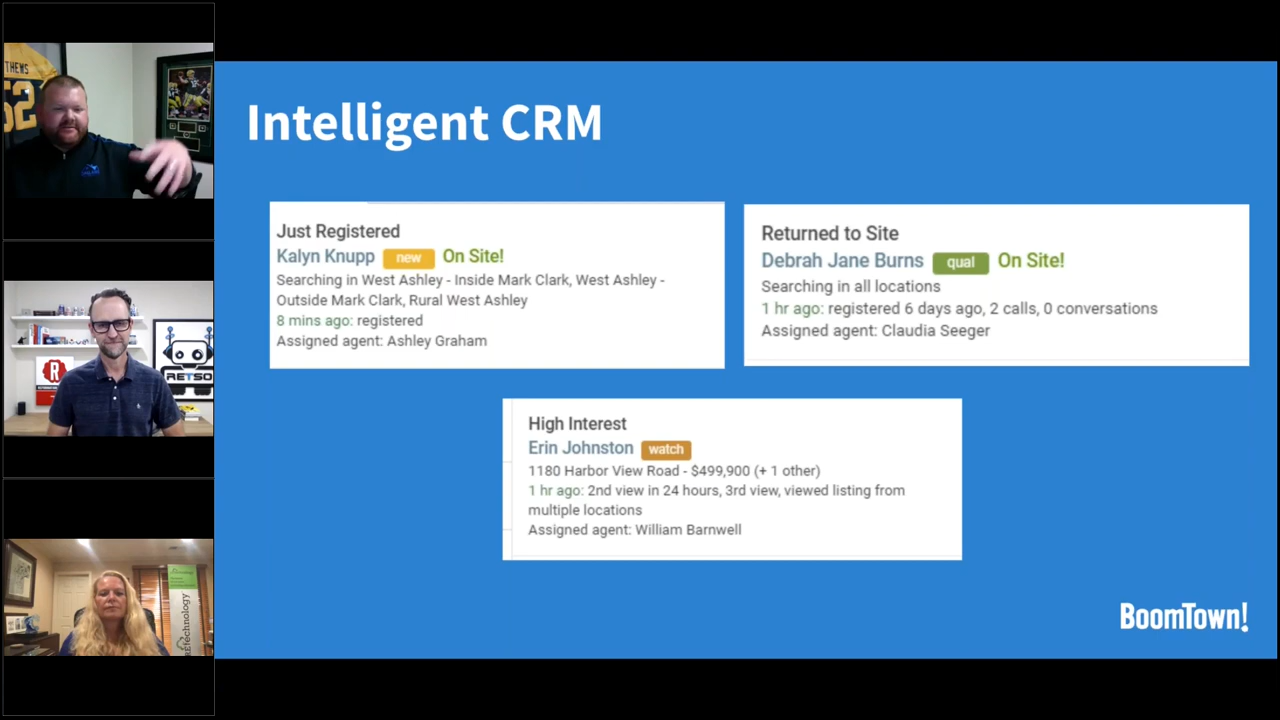 THEWS
52
RETSO
REtechnology
Intelligent CRM
Just Registered
Kalyn Knupp new On Site!
Searching in West Ashley - Inside Mark Clark, West Ashley -
Outside Mark Clark, Rural West Ashley
8 mins ago: registered
Assigned agent: Ashley Graham
Returned to Site
Debrah Jane Burns qual On Site!
Searching in all locations
1 hr ago: registered 6 days ago, 2 calls, 0 conversations
Assigned agent: Claudia Seeger
High Interest
Erin Johnston watch
1180 Harbor View Road - $499,900 (+ 1 other)
1 hr ago: 2nd view in 24 hours, 3rd view, viewed listing from
multiple locations
Assigned agent: William Barnwell
BoomTown!